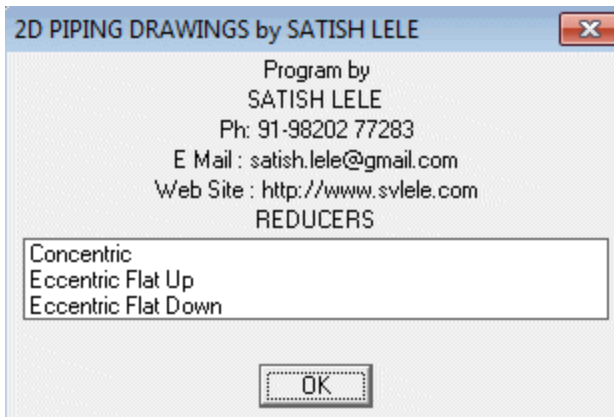 2D PIPING DRAWINGS by SATISH LELE
Program by
SATISH LELE
Ph: 91-98202 77283
E Mail : satish.lele@gmail.com
Web Site : http://www.svlele.com
REDUCERS
Concentric
Eccentric Flat Up
Eccentric Flat Down
OK